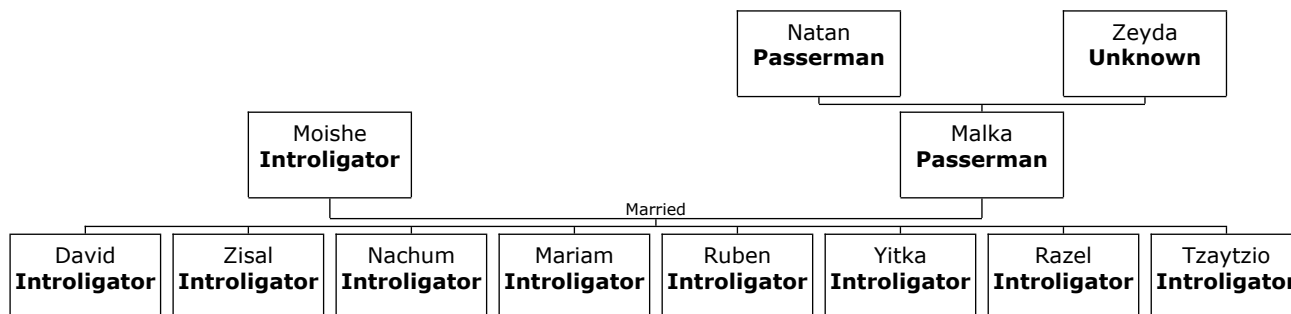 Natan
Passerman
Zeyda
Unknown
Moishe
Introligator
Malka
Passerman
Married
David
Introligator
Zisal
Introligator
Nachum
Introligator
Mariam
Introligator
Ruben
Introligator
Yitka
Introligator
Razel
Introligator
Tzaytzio
Introligator